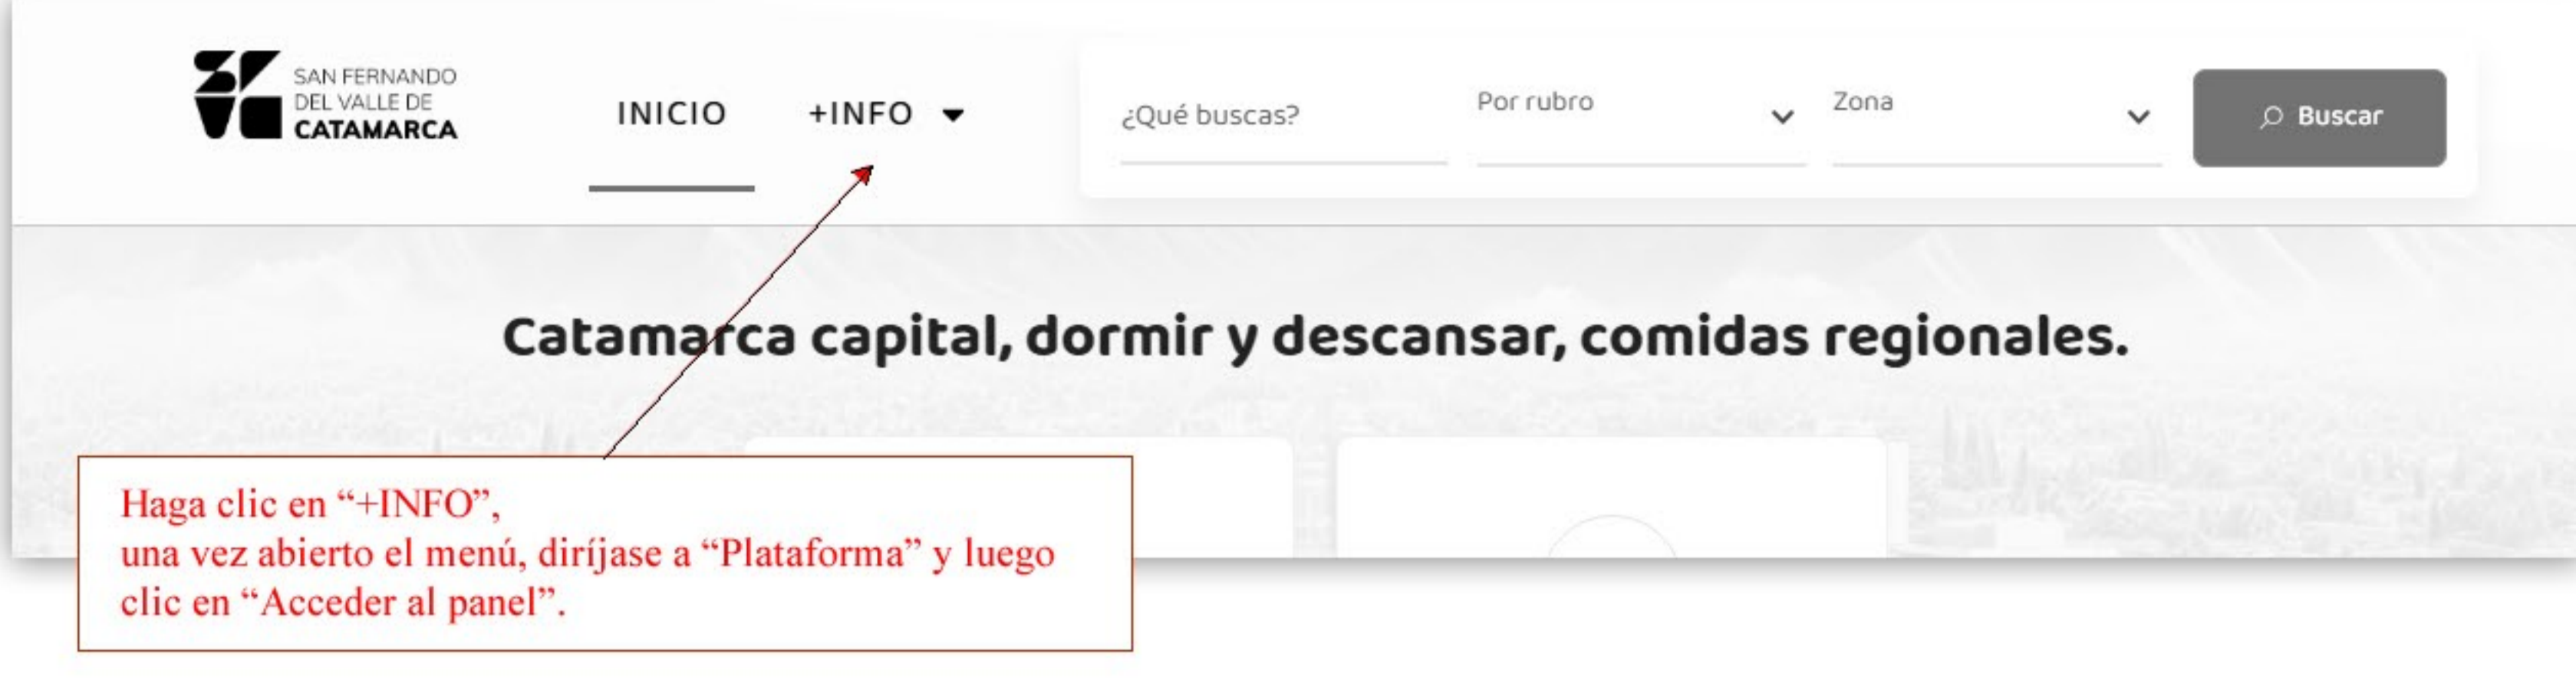 SAN FERNANDO
DEL VALLE DE
CATAMARCA
INICIO
+INFO
¿Qué buscas?
Por rubro
Zona
Buscar
Catamarca capital, dormir y descansar, comidas regionales.
Haga clic en “+INFO”,
una vez abierto el menú, diríjase a “Plataforma” y luego
clic en “Acceder al panel”.